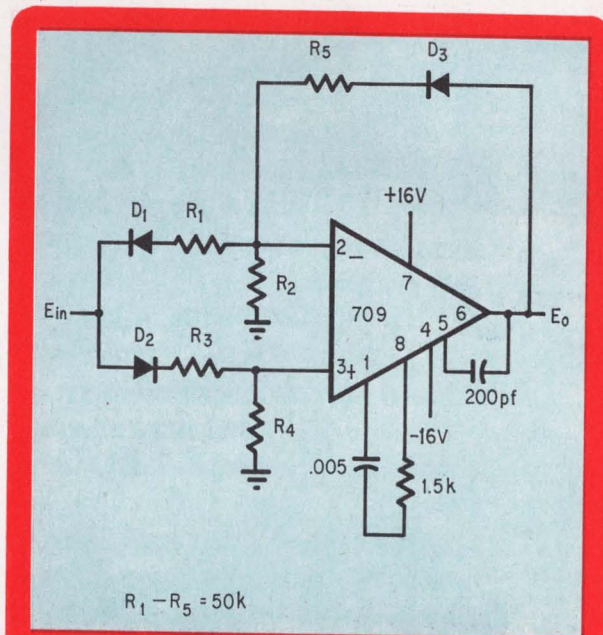 R5
D3
D1
R1
+16V
2-
7
R2
Ein
709
6
Eo
D2
R3
4
5
8
3+
1
200pf
R4
-16V
.005
1.5k
R1 – R5 = 50k